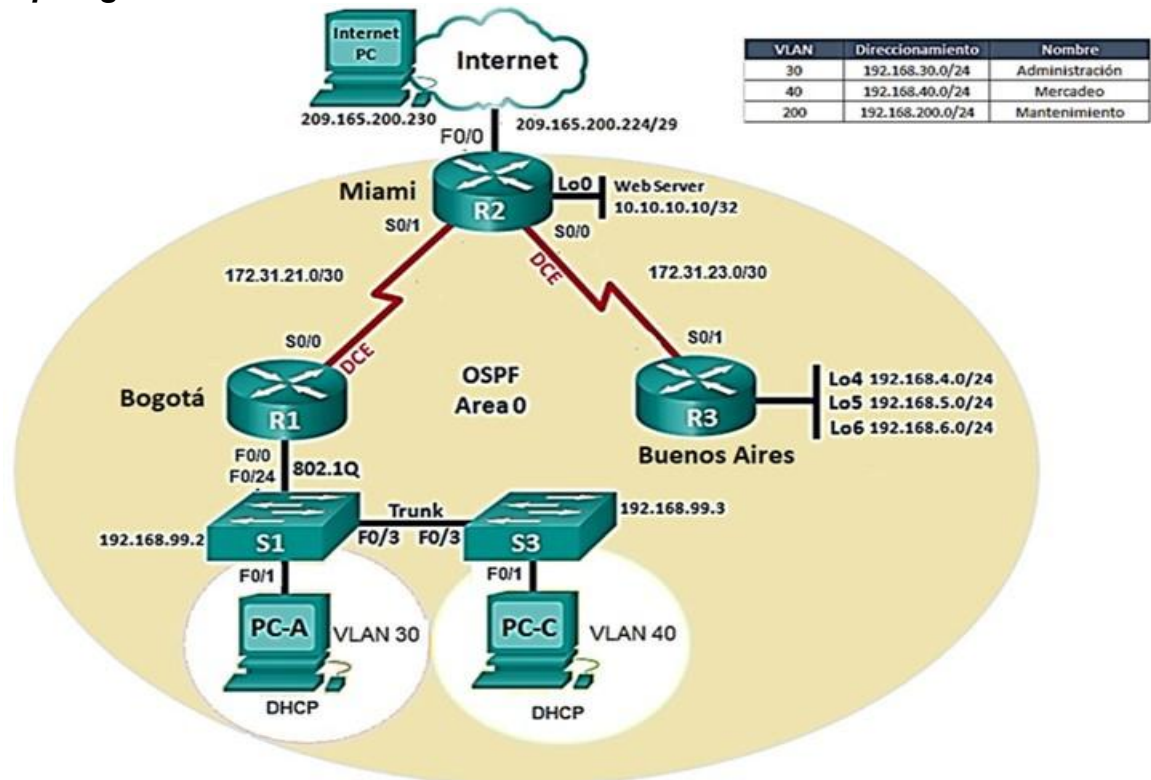 Internet
PC
Internet
209.165.200.230
209.165.200.224/29
F0/0
VLAN Direccionamiento Nombre
30 192.168.30.0/24 Administración
40 192.168.40.0/24 Mercadeo
200 192.168.200.0/24 Mantenimiento
Miami
R2
Lo0
Web Server
10.10.10.10/32
S0/1
S0/0
DCE
172.31.21.0/30
172.31.23.0/30
S0/0
DCE
S0/1
Bogotá
R1
OSPF
Area 0
R3
Buenos Aires
Lo4 192.168.4.0/24
Lo5 192.168.5.0/24
Lo6 192.168.6.0/24
F0/0
F0/24
802.1Q
192.168.99.2
S1
Trunk
F0/3 F0/3
S3
192.168.99.3
F0/1
F0/1
PC-A
VLAN 30
PC-C
VLAN 40
DHCP
DHCP